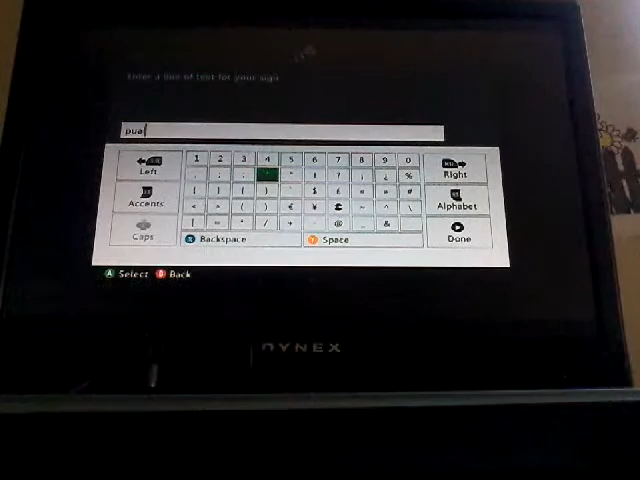 Enter a line of text for your sign
pua
1 2 3 4 5 6 7 8 9 0
Left
Right
Accents
Alphabet
Caps
Done
$ %
< > ( ) € ¥ ~ ^ \
[ = * / + - @ _ &
X Backspace
Y Space
A Select B Back
DYNEX